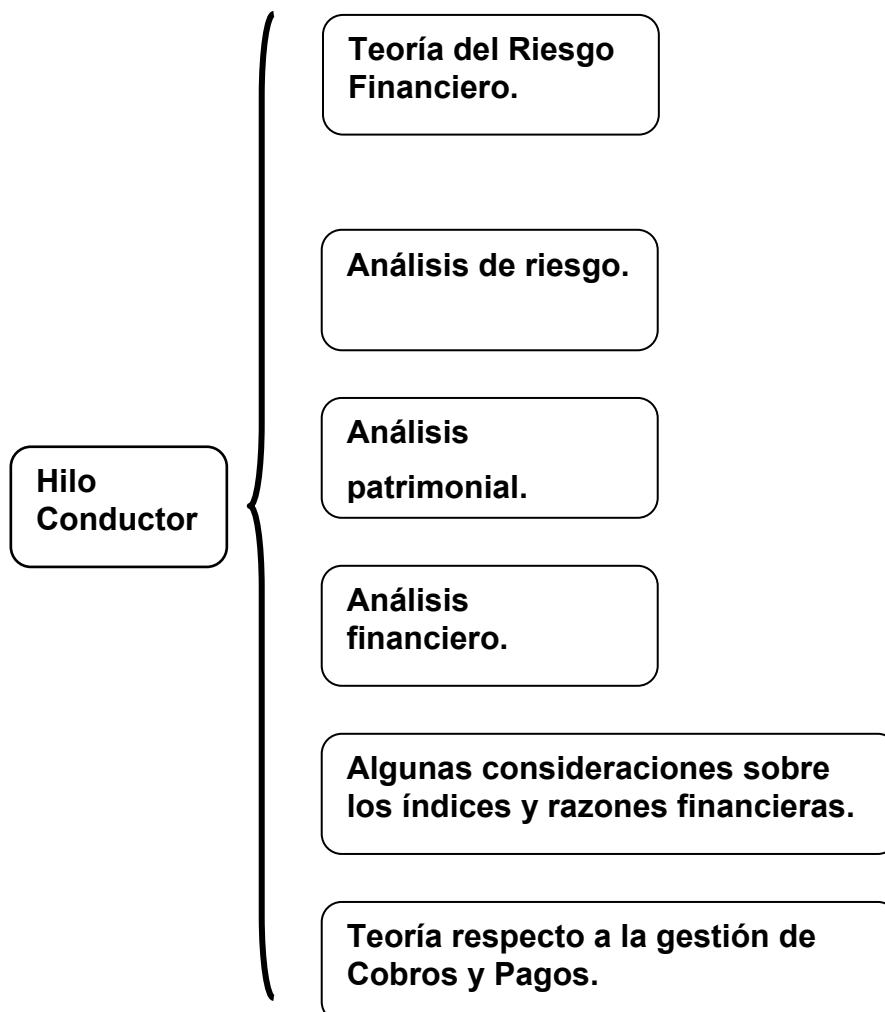 Teoría del Riesgo
Financiero.
Análisis de riesgo.
Análisis
patrimonial.
Hilo
Conductor
Análisis
financiero.
Algunas consideraciones sobre
los índices y razones financieras.
Teoría respecto a la gestión de
Cobros y Pagos.